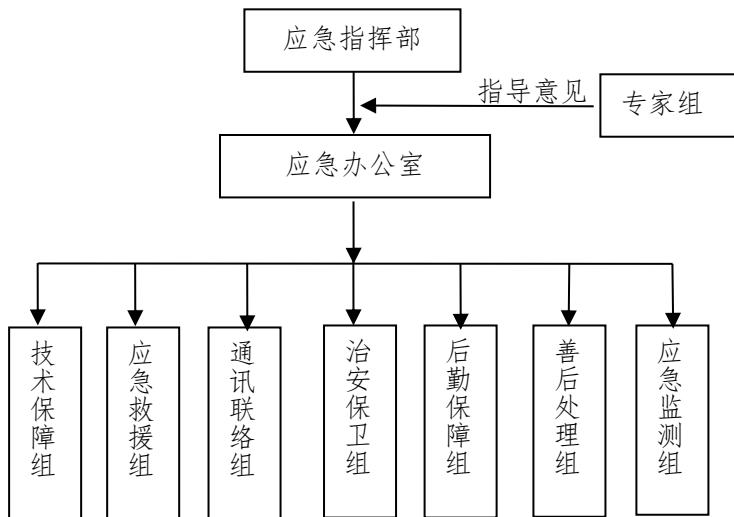 应急指挥部
指导意见
专家组
应急办公室
技术保障组
应急救援组
通讯联络组
治安保卫组
后勤保障组
善后处理组
应急监测组